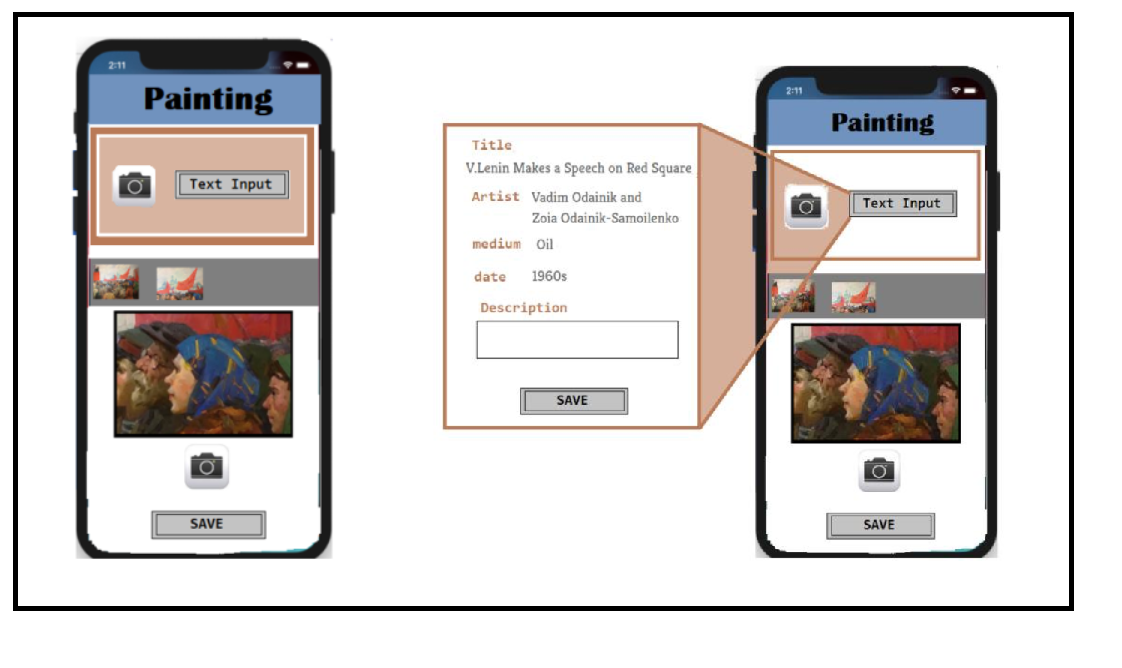 2:11
Painting
Text Input
SAVE
Title
V.Lenin Makes a Speech on Red Square
Artist Vadim Odainik and
Zoia Odainik-Samoilenko
medium Oil
date 1960s
Description
SAVE
2:11
Painting
Text Input
SAVE